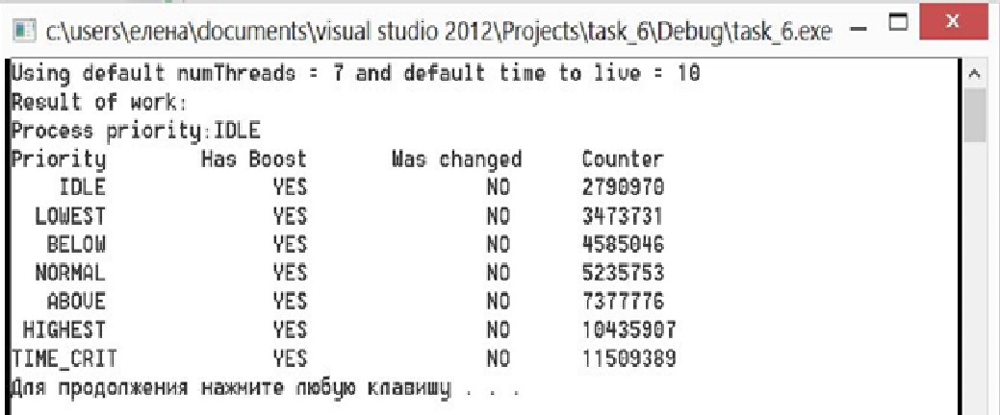 c:\users\елена\documents\visual studio 2012\Projects\task_6\Debug\task_6.exe
Using default numThreads = 7 and default time to live = 10
Result of work:
Process priority:IDLE
Priority Has Boost Was changed Counter
IDLE YES NO 2790970
LOWEST YES NO 3473731
BELOW YES NO 4585046
NORMAL YES NO 5235753
ABOVE YES NO 7377776
HIGHEST YES NO 10435907
TIME_CRIT YES NO 11509389
Для продолжения нажмите любую клавишу . . .